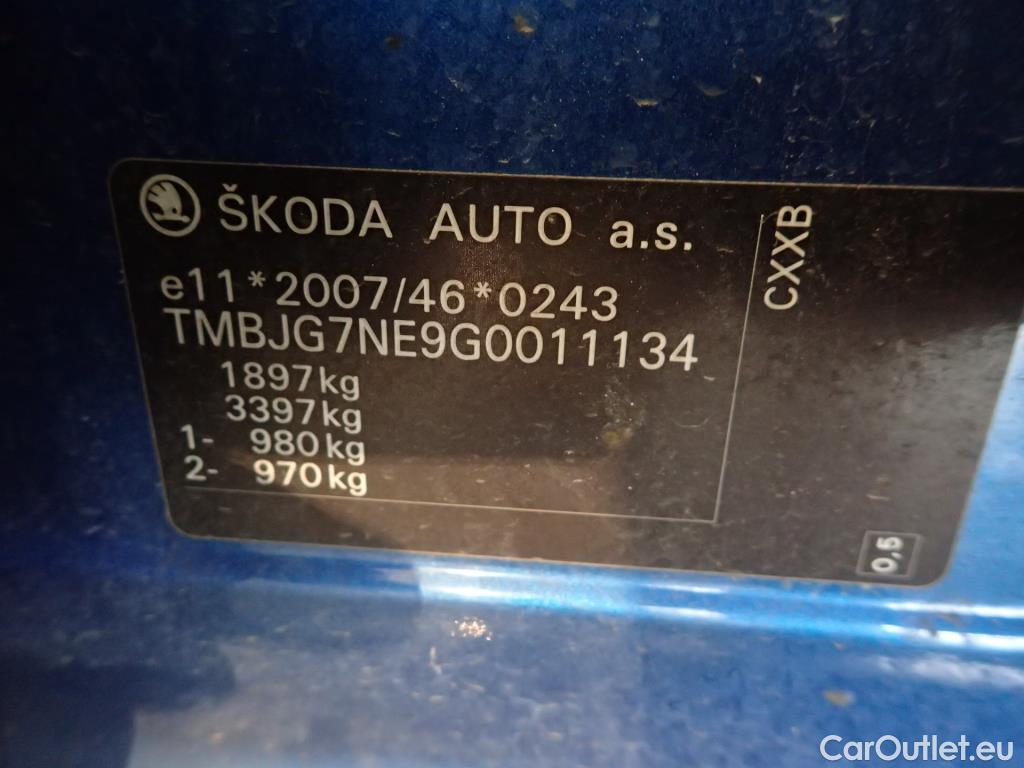 ŠKODA AUTO a.s.
e11*2007/46*0243
TMBJG7NE9G0011134
1897kg
3397kg
1- 980kg
2- 970kg
CXXB
0,5
CarOutlet.eu